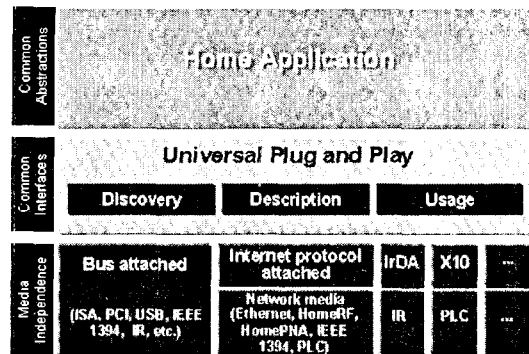 Common
Abstractions
Home Application
Common
Interfaces
Universal Plug and Play
Discovery
Description
Usage
Media
Independence
Bus attached
(ISA, PCI, USB, IEEE
1394, IR, etc.)
Internet protocol
attached
Network media
(Ethernet, HomeRF,
HomePNA, IEEE
1394, PLC)
IrDA
X10
...
IR
PLC
...